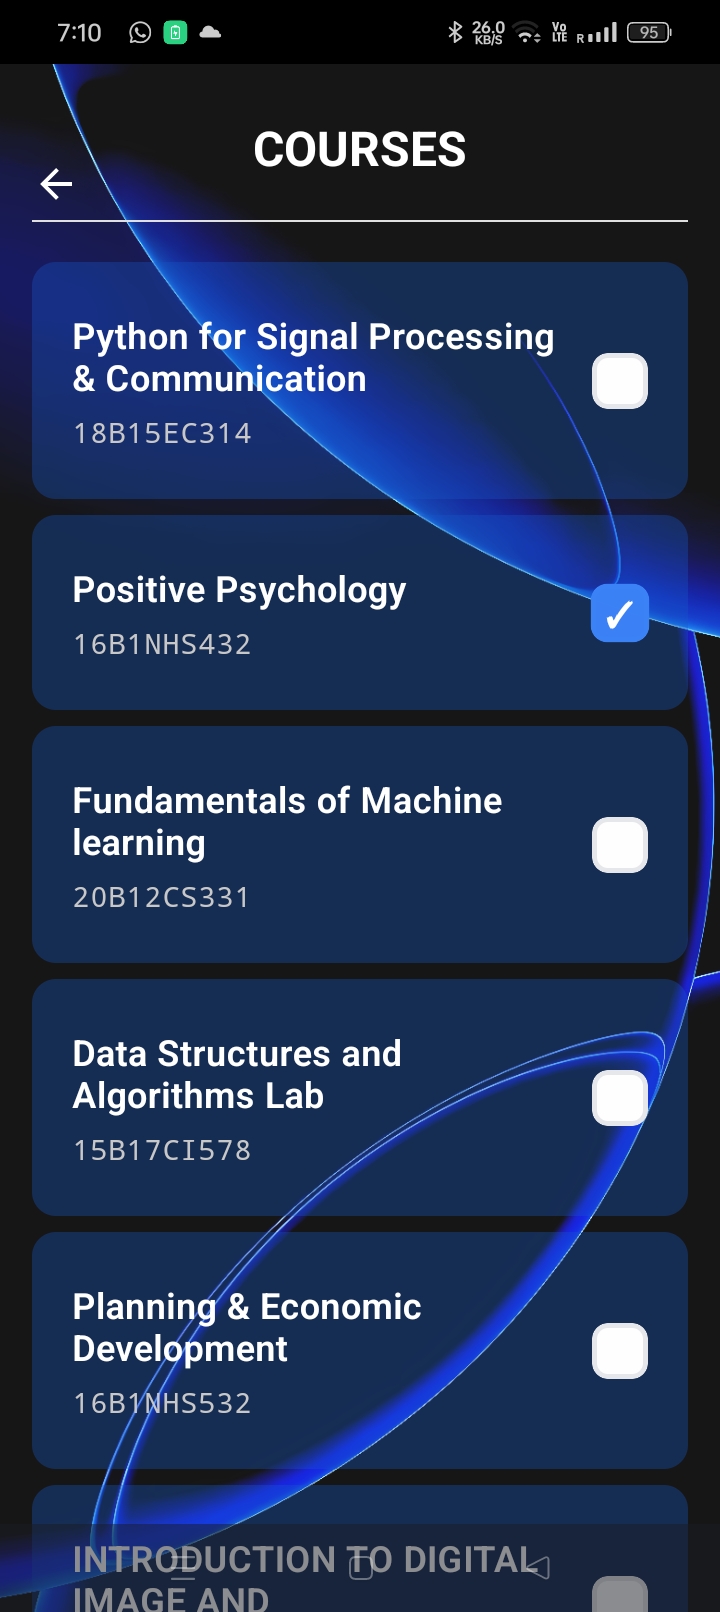 7:10
26.0
KB/S
Vo
LTE
R
95
COURSES
Python for Signal Processing
& Communication
18B15EC314
Positive Psychology
16B1NHS432
Fundamentals of Machine
learning
20B12CS331
Data Structures and
Algorithms Lab
15B17CI578
Planning & Economic
Development
16B1NHS532
INTRODUCTION TO DIGITAL
IMAGE AND